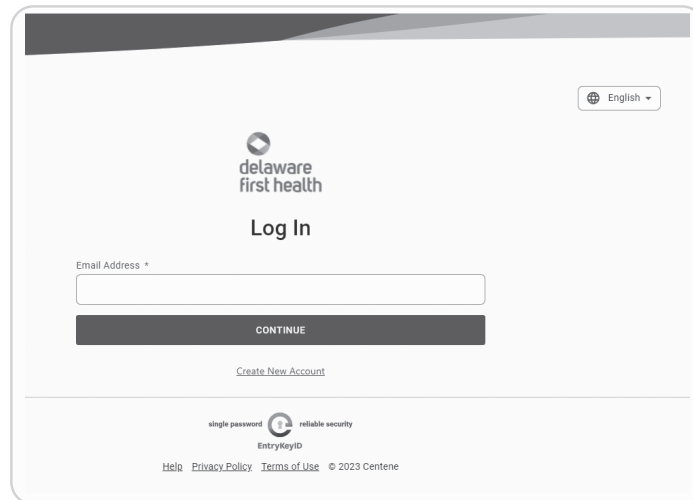 English
delaware
first health
Log In
Email Address *
CONTINUE
Create New Account
single password reliable security
EntryKeyID
Help Privacy Policy Terms of Use © 2023 Centene